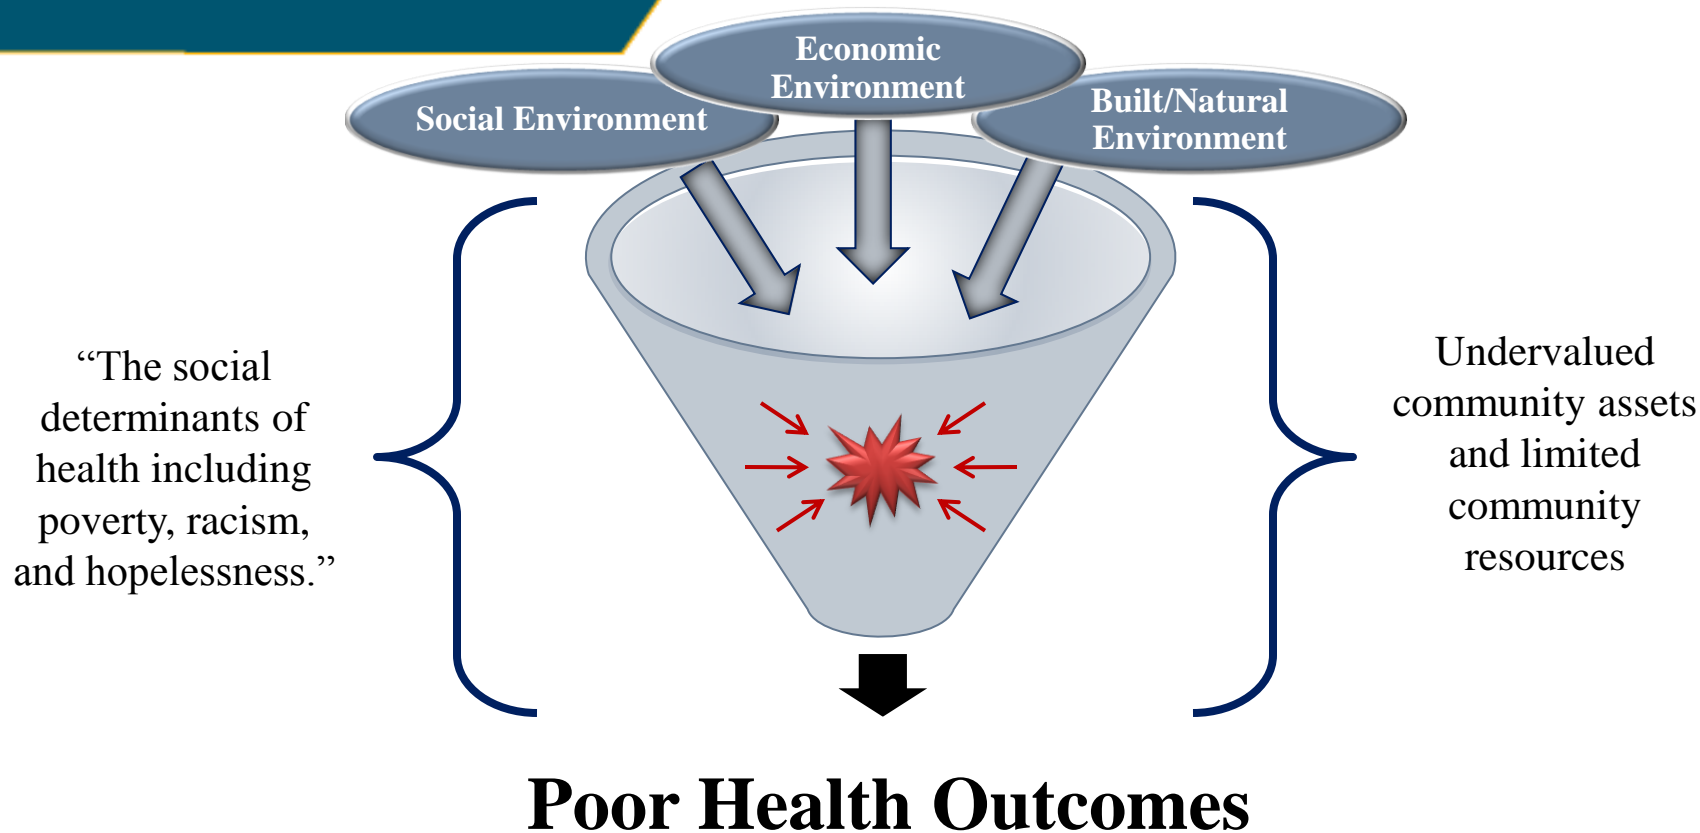 Economic
Environment
Social Environment
Built/Natural
Environment
“The social
determinants of
health including
poverty, racism,
and hopelessness.”
Undervalued
community assets
and limited
community
resources
Poor Health Outcomes